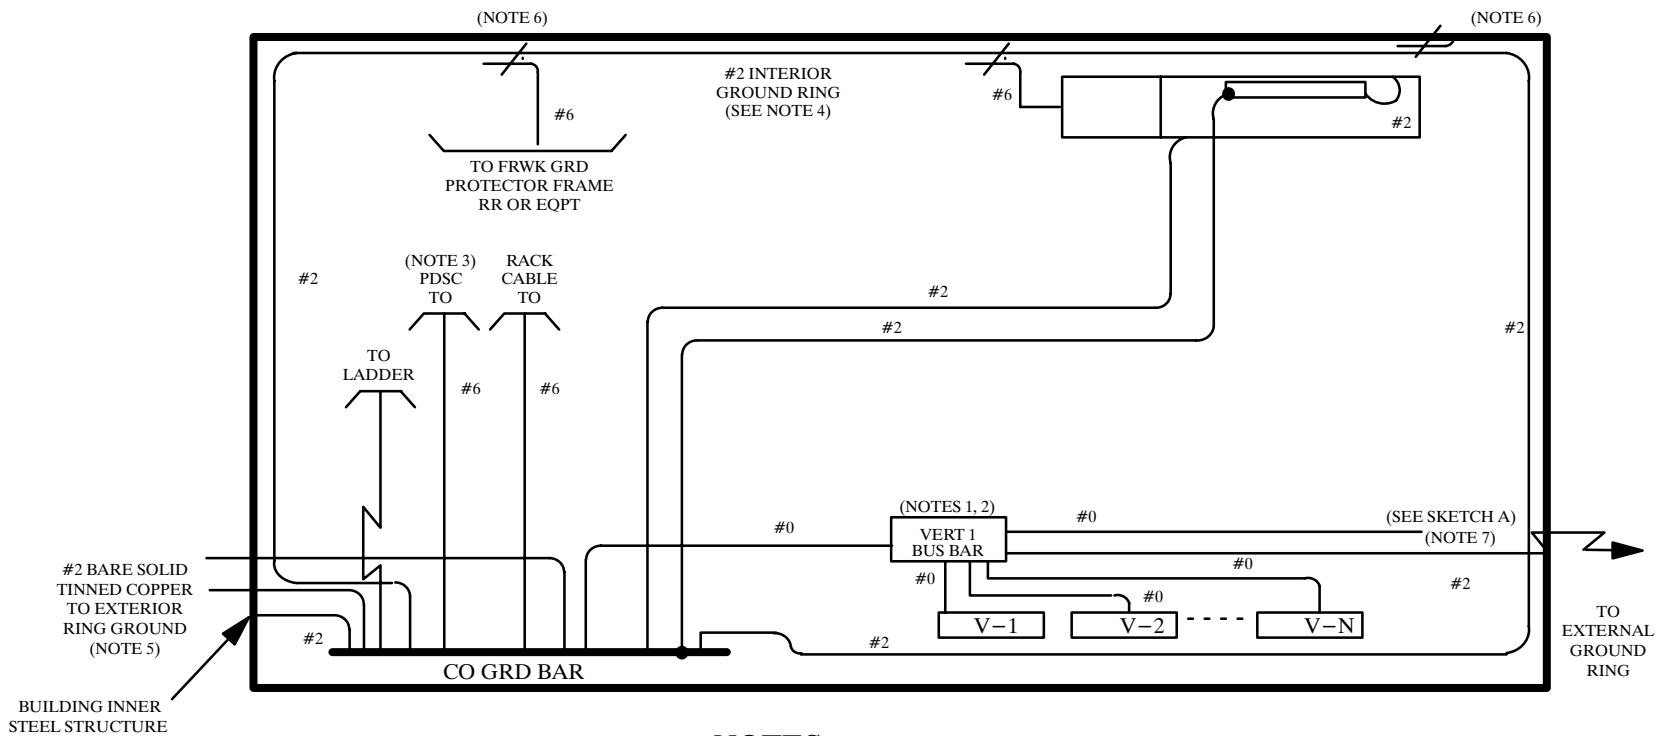 (NOTE 6)
(NOTE 6)
#2 INTERIOR
GROUND RING
(SEE NOTE 4)
#6
#6
#2
TO FRWK GRD
PROTECTOR FRAME
RR OR EQPT
#2
(NOTE 3)
PDSC
TO
RACK
CABLE
TO
#2
#2
#2
TO
LADDER
#6
#6
(NOTES 1, 2)
VERT 1
BUS BAR
#0
#0
(SEE SKETCH A)
(NOTE 7)
#0
#0
#0
#2
V−1
V−2
V−N
#2 BARE SOLID
TINNED COPPER
TO EXTERIOR
RING GROUND
(NOTE 5)
#2
#2
CO GRD BAR
TO
EXTERNAL
GROUND
RING
BUILDING INNER
STEEL STRUCTURE